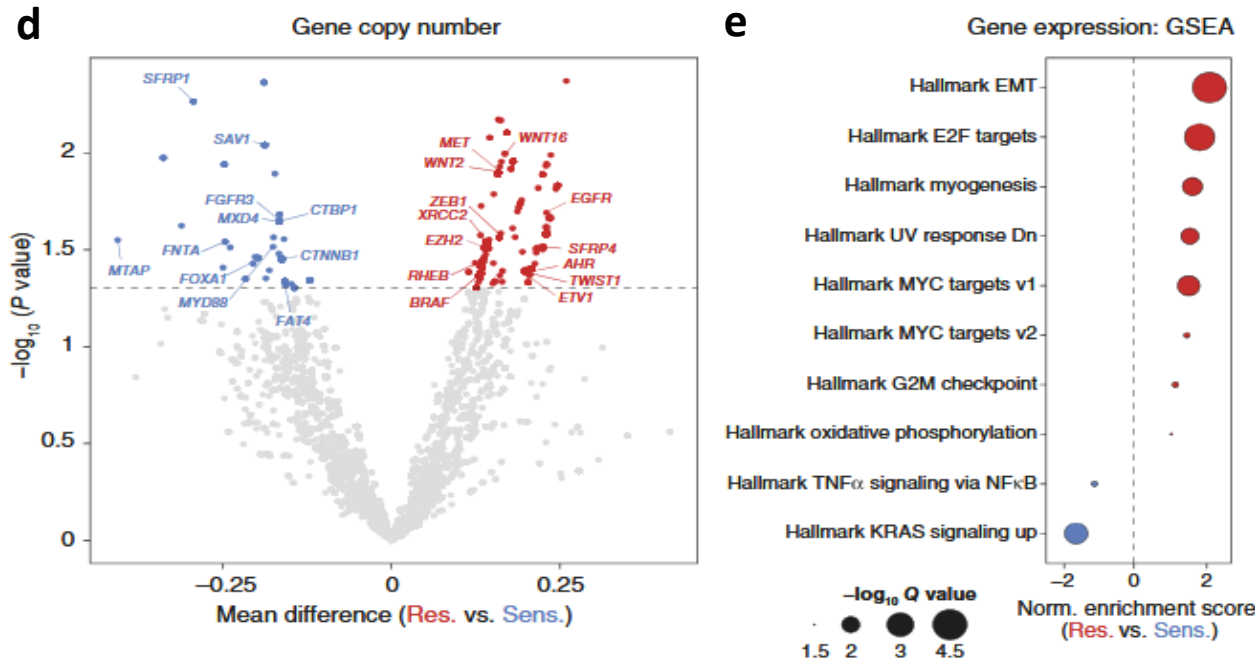 d
Gene copy number
SFRP1
SAV1
FGFR3
MXD4
CTBP1
FNTA
CTNNB1
MTAP
FOXA1
MYD88
FAT4
MET
WNT16
WNT2
ZEB1
EGFR
XRCC2
EZH2
SFRP4
RHEB
AHR
TWIST1
BRAF
ETV1
2
1.5
1
0.5
0
−log10 (P value)
−0.25 0 0.25
Mean difference (Res. vs. Sens.)
e
Gene expression: GSEA
Hallmark EMT
Hallmark E2F targets
Hallmark myogenesis
Hallmark UV response Dn
Hallmark MYC targets v1
Hallmark MYC targets v2
Hallmark G2M checkpoint
Hallmark oxidative phosphorylation
Hallmark TNFα signaling via NFκB
Hallmark KRAS signaling up
−2 0 2
Norm. enrichment score
(Res. vs. Sens.)
−log10 Q value
1.5 2 3 4.5